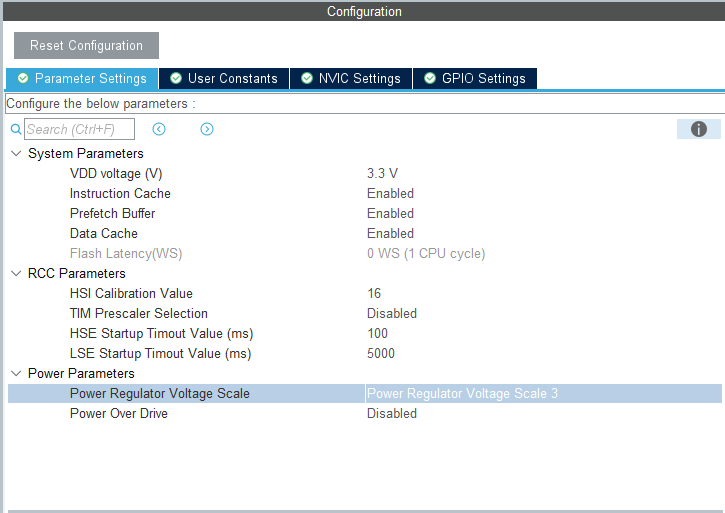 Configuration
Reset Configuration
Parameter Settings User Constants NVIC Settings GPIO Settings
Configure the below parameters :
Search (Ctrl+F)
System Parameters
VDD voltage (V) 3.3 V
Instruction Cache Enabled
Prefetch Buffer Enabled
Data Cache Enabled
Flash Latency(WS) 0 WS (1 CPU cycle)
RCC Parameters
HSI Calibration Value 16
TIM Prescaler Selection Disabled
HSE Startup Timout Value (ms) 100
LSE Startup Timout Value (ms) 5000
Power Parameters
Power Regulator Voltage Scale Power Regulator Voltage Scale 3
Power Over Drive Disabled